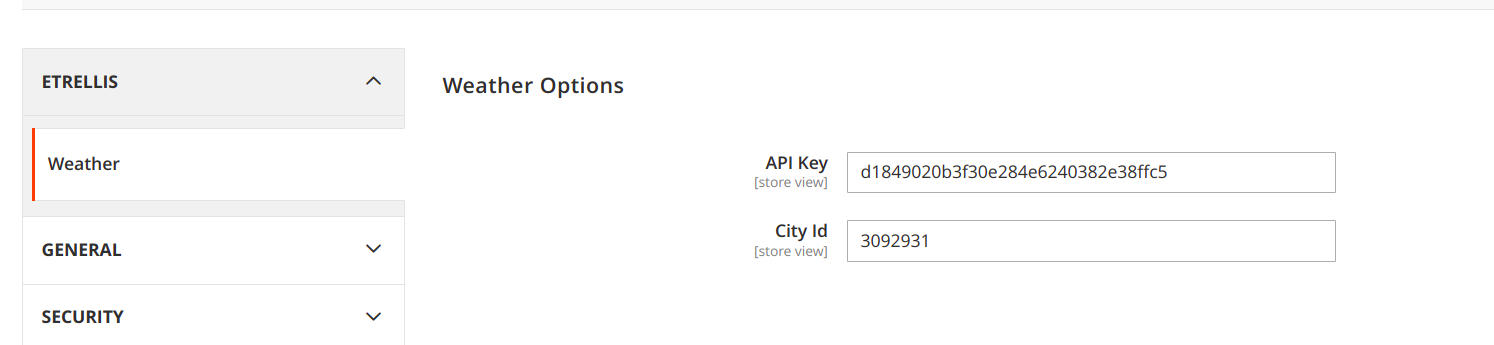 ETRELLIS
Weather
GENERAL
SECURITY
Weather Options
API Key
[store view]
d1849020b3f30e284e6240382e38ffc5
City Id
[store view]
3092931